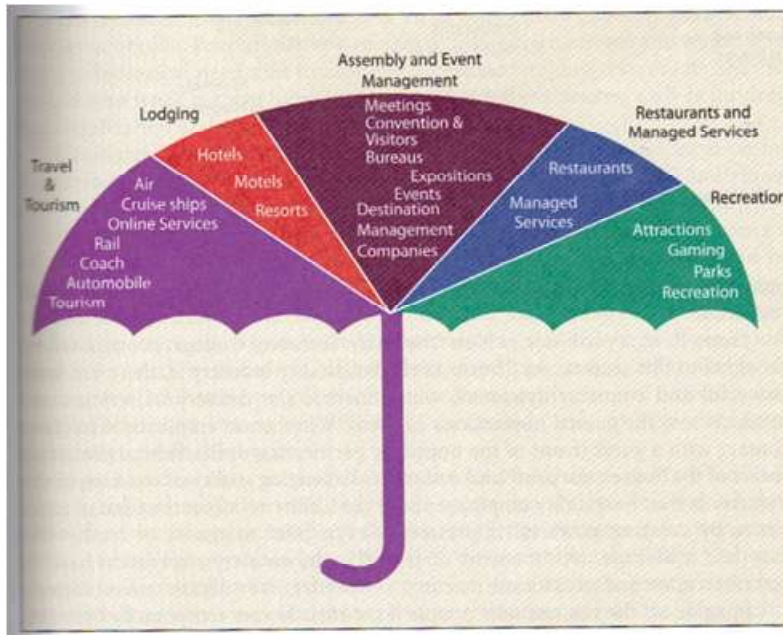 Assembly and Event
Management
Lodging
Restaurants and
Managed Services
Travel
&
Tourism
Recreation
Air
Cruise ships
Online Services
Rail
Coach
Automobile
Tourism
Hotels
Motels
Resorts
Meetings
Convention &
Visitors
Bureaus
Expositions
Events
Destination
Management
Companies
Restaurants
Managed
Services
Attractions
Gaming
Parks
Recreation